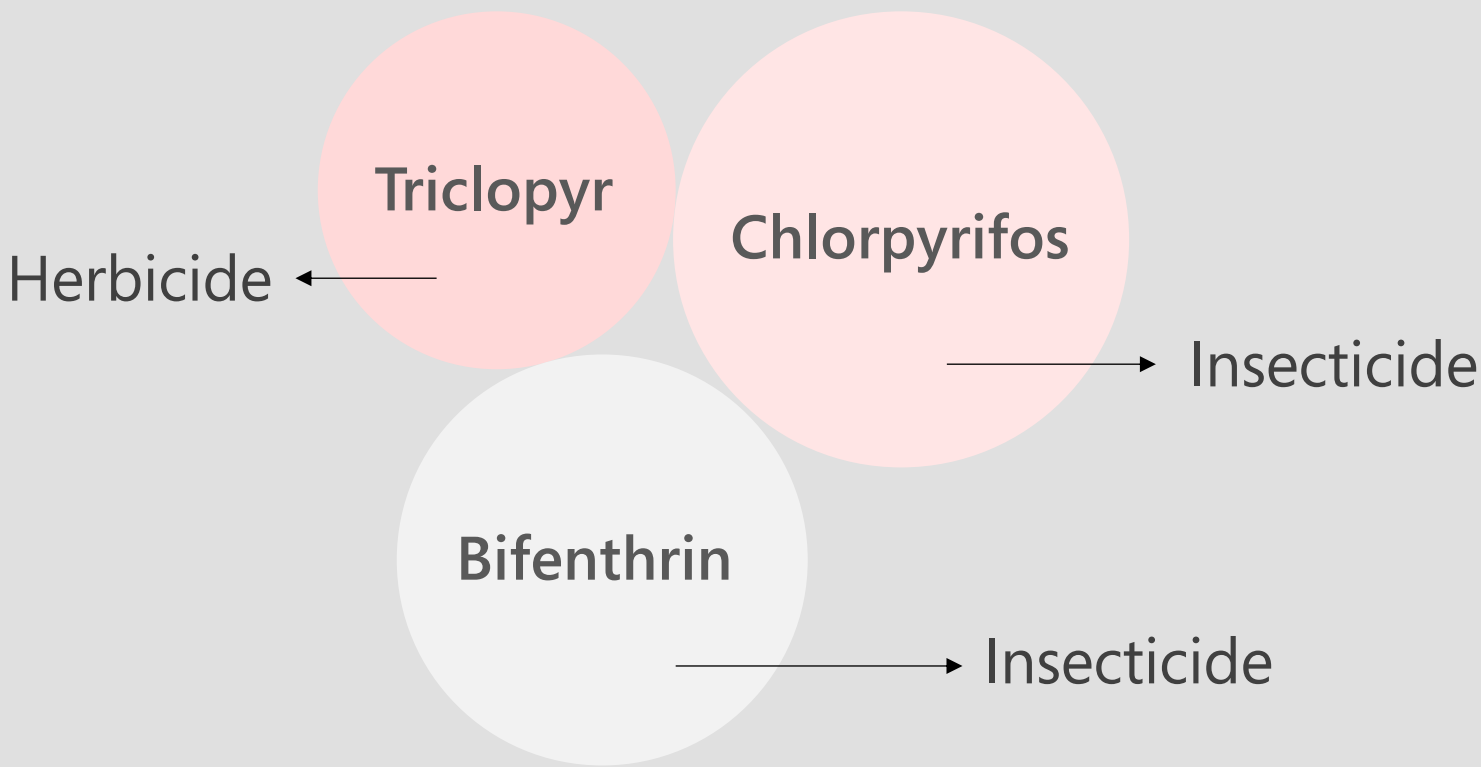 Triclopyr
Chlorpyrifos
Herbicide
Insecticide
Bifenthrin
Insecticide